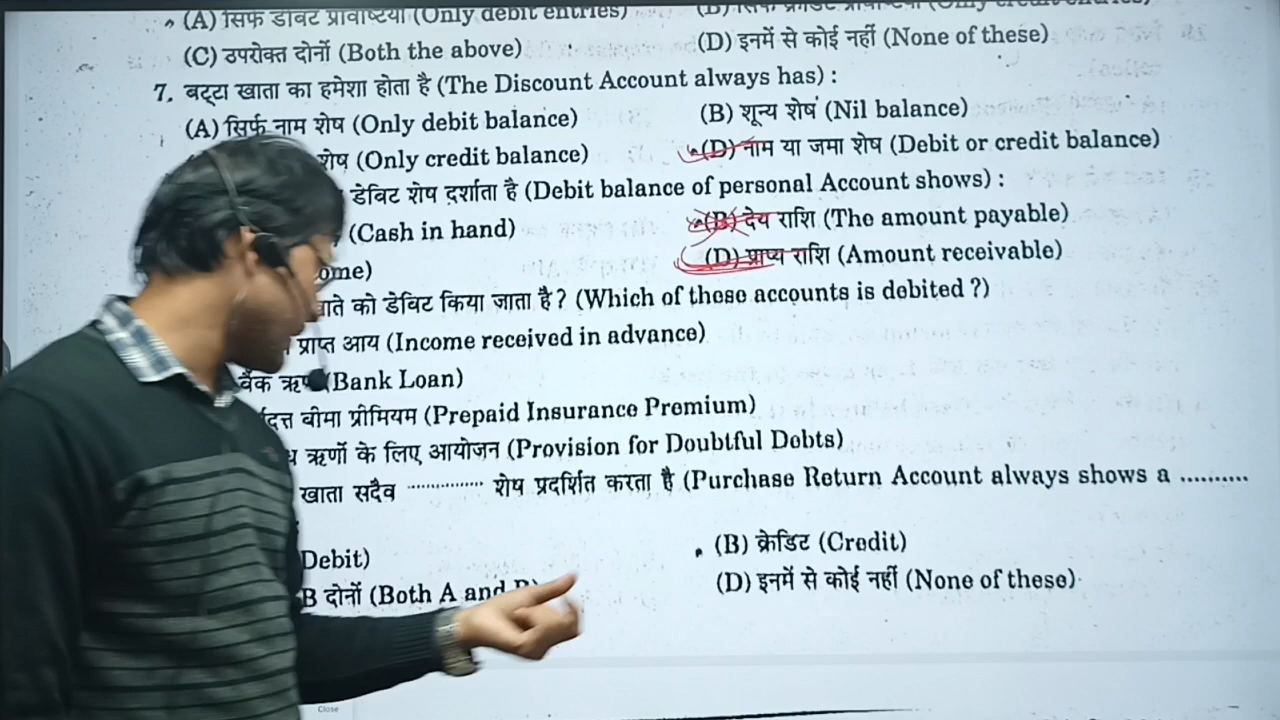 (A) सिर्फ डेबिट प्रविष्टियाँ (Only debit entries)
(C) उपरोक्त दोनों (Both the above)
(D) इनमें से कोई नहीं (None of these)
7. बट्‌टा खाता का हमेशा होता है (The Discount Account always has) :
(A) सिर्फ नाम शेष (Only debit balance)
(B) शून्य शेष (Nil balance)
शेष (Only credit balance)
(D) नाम या जमा शेष (Debit or credit balance)
डेबिट शेष दर्शाता है (Debit balance of personal Account shows) :
(Cash in hand)
(B) देय राशि (The amount payable)
ome)
(D) प्राप्य राशि (Amount receivable)
खाते को डेबिट किया जाता है ? (Which of these accounts is debited ?)
प्राप्त आय (Income received in advance)
बैंक ऋण (Bank Loan)
दत्त बीमा प्रीमियम (Prepaid Insurance Premium)
ऋणों के लिए आयोजन (Provision for Doubtful Debts)
खाता सदैव ............... शेष प्रदर्शित करता है (Purchase Return Account always shows a ..........
Debit)
(B) क्रेडिट (Credit)
B दोनों (Both A and B)
(D) इनमें से कोई नहीं (None of these)
Close